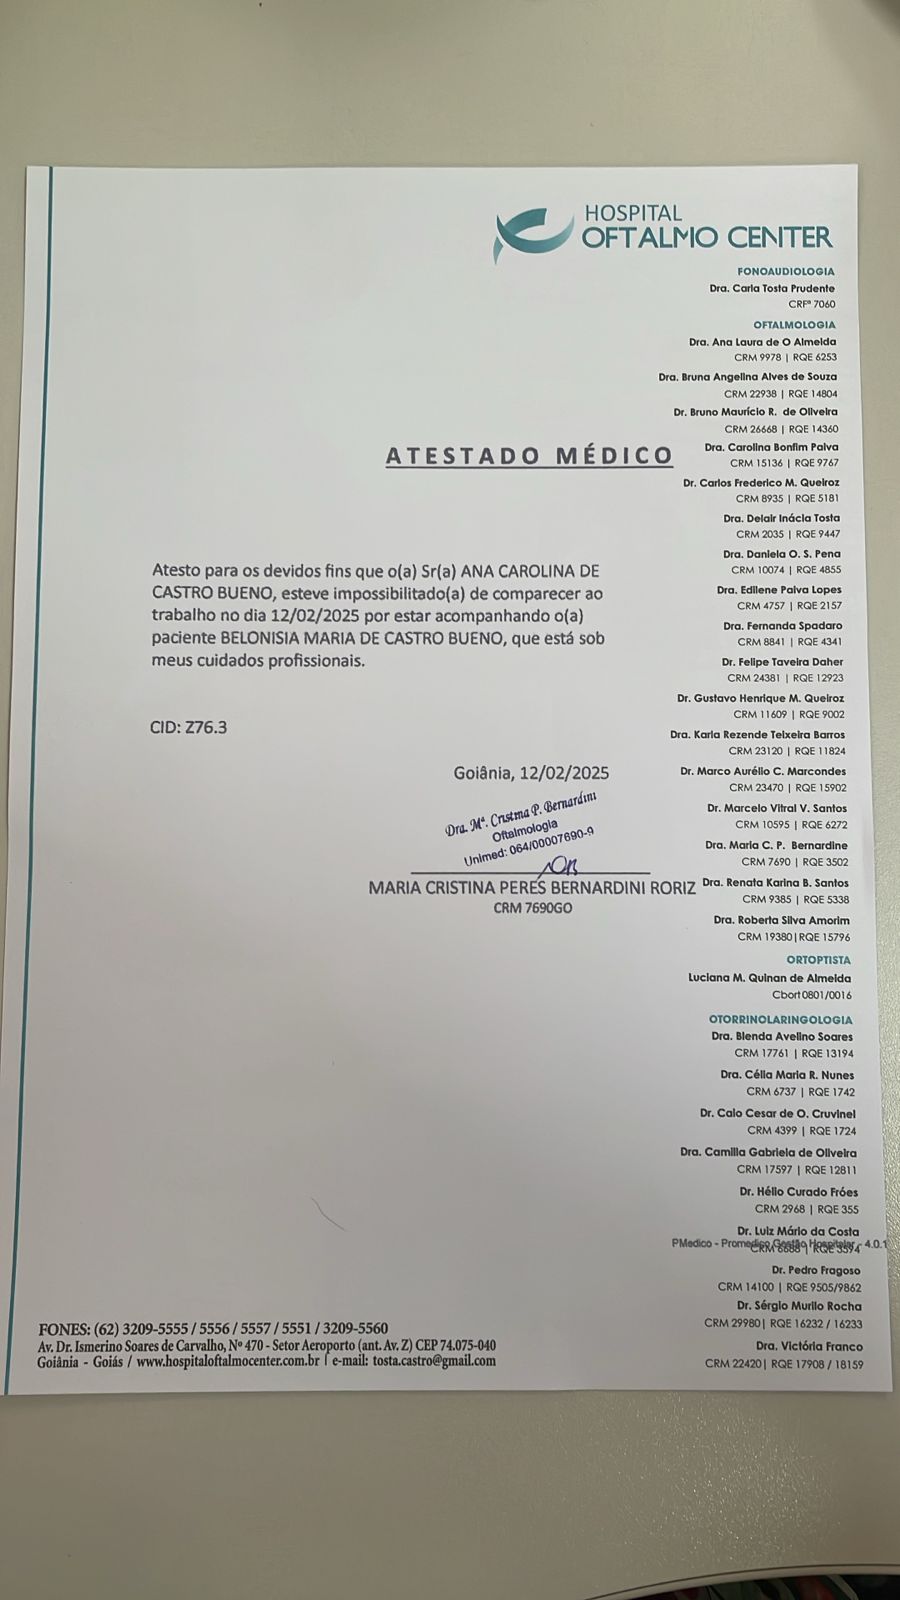 HOSPITAL
OFTALMO CENTER
FONOAUDIOLOGIA
Dra. Carla Tosta Prudente
CRFª 7060
OFTALMOLOGIA
Dra. Ana Laura de O Almeida
CRM 9978 | RQE 6253
Dra. Bruna Angelina Alves de Souza
CRM 22938 | RQE 14804
Dr. Bruno Maurício R. de Oliveira
CRM 26668 | RQE 14360
Dra. Carolina Bonfim Paiva
CRM 15136 | RQE 9767
Dr. Carlos Frederico M. Queiroz
CRM 8935 | RQE 5181
Dra. Delair Inácia Tosta
CRM 2035 | RQE 9447
Dra. Daniela O. S. Pena
CRM 10074 | RQE 4855
Dra. Edilene Paiva Lopes
CRM 4757 | RQE 2157
Dra. Fernanda Spadaro
CRM 8841 | RQE 4341
Dr. Felipe Taveira Daher
CRM 24381 | RQE 12923
Dr. Gustavo Henrique M. Queiroz
CRM 11609 | RQE 9002
Dra. Karla Rezende Teixeira Barros
CRM 23120 | RQE 11824
Dr. Marco Aurélio C. Marcondes
CRM 23470 | RQE 15902
Dr. Marcelo Vitral V. Santos
CRM 10595 | RQE 6272
Dra. Maria C. P. Bernardine
CRM 7690 | RQE 3502
Dra. Renata Karina B. Santos
CRM 9385 | RQE 5338
Dra. Roberta Silva Amorim
CRM 19380|RQE 15796
ORTOPTISTA
Luciana M. Quinan de Almeida
Cbort0801/0016
OTORRINOLARINGOLOGIA
Dra. Blenda Avelino Soares
CRM 17761 | RQE 13194
Dra. Célia Maria R. Nunes
CRM 6737 | RQE 1742
Dr. Caio Cesar de O. Cruvinel
CRM 4399 | RQE 1724
Dra. Camilla Gabriela de Oliveira
CRM 17597 | RQE 12811
Dr. Hélio Curado Fróes
CRM 2968 | RQE 355
Dr. Luiz Mário da Costa
CRM 6688 | RQE 3594
PMedico - Promedico Gestão Hospitalar - 4.0.1
Dr. Pedro Fragoso
CRM 14100 | RQE 9505/9862
Dr. Sérgio Murilo Rocha
CRM 29980| RQE 16232 / 16233
Dra. Victória Franco
CRM 22420| RQE 17908 / 18159
ATESTADO MÉDICO
Atesto para os devidos fins que o(a) Sr(a) ANA CAROLINA DE
CASTRO BUENO, esteve impossibilitado(a) de comparecer ao
trabalho no dia 12/02/2025 por estar acompanhando o(a)
paciente BELONISIA MARIA DE CASTRO BUENO, que está sob
meus cuidados profissionais.
CID: Z76.3
Goiânia, 12/02/2025
Dra. Mª. Cristina P. Bernardini
Oftalmologia
Unimed: 064/00007690-9
MARIA CRISTINA PERES BERNARDINI RORIZ
CRM 7690GO
FONES: (62) 3209-5555 / 5556 / 5557 / 5551 / 3209-5560
Av. Dr. Ismerino Soares de Carvalho, Nº 470 - Setor Aeroporto (ant. Av. Z) CEP 74.075-040
Goiânia - Goiás / www.hospitaloftalmocenter.com.br | e-mail: tosta.castro@gmail.com